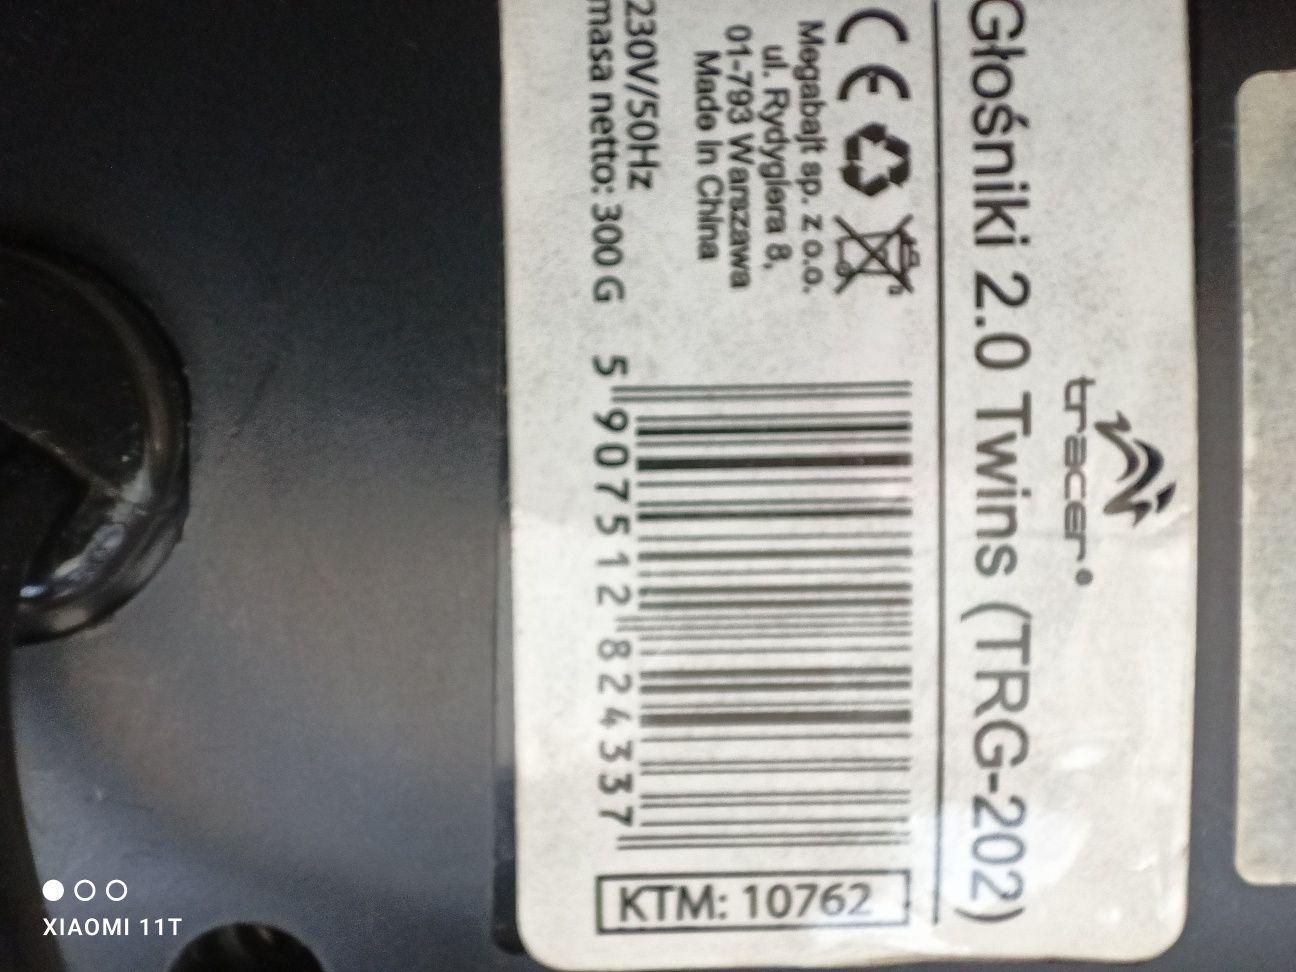 tracer®
Głośniki 2.0 Twins (TRG-202)
CE
Megabajt sp. z o.o.
ul. Rydygiera 8,
01-793 Warszawa
Made in China
230V/50Hz
masa netto: 300 G
5 907512 824337
KTM: 10762
XIAOMI 11T